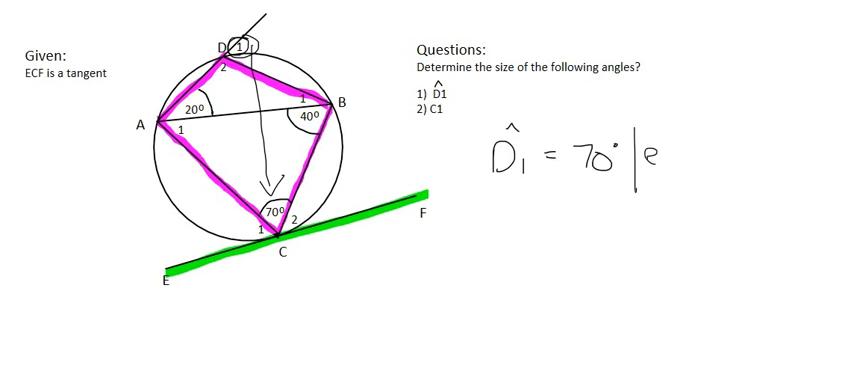 Given:
ECF is a tangent
Questions:
Determine the size of the following angles?
1) D̂1
2) C1
D 1
2
1
B
20⁰
40⁰
A
1
70⁰
2
1
F
C
E
D̂₁ = 70° | e